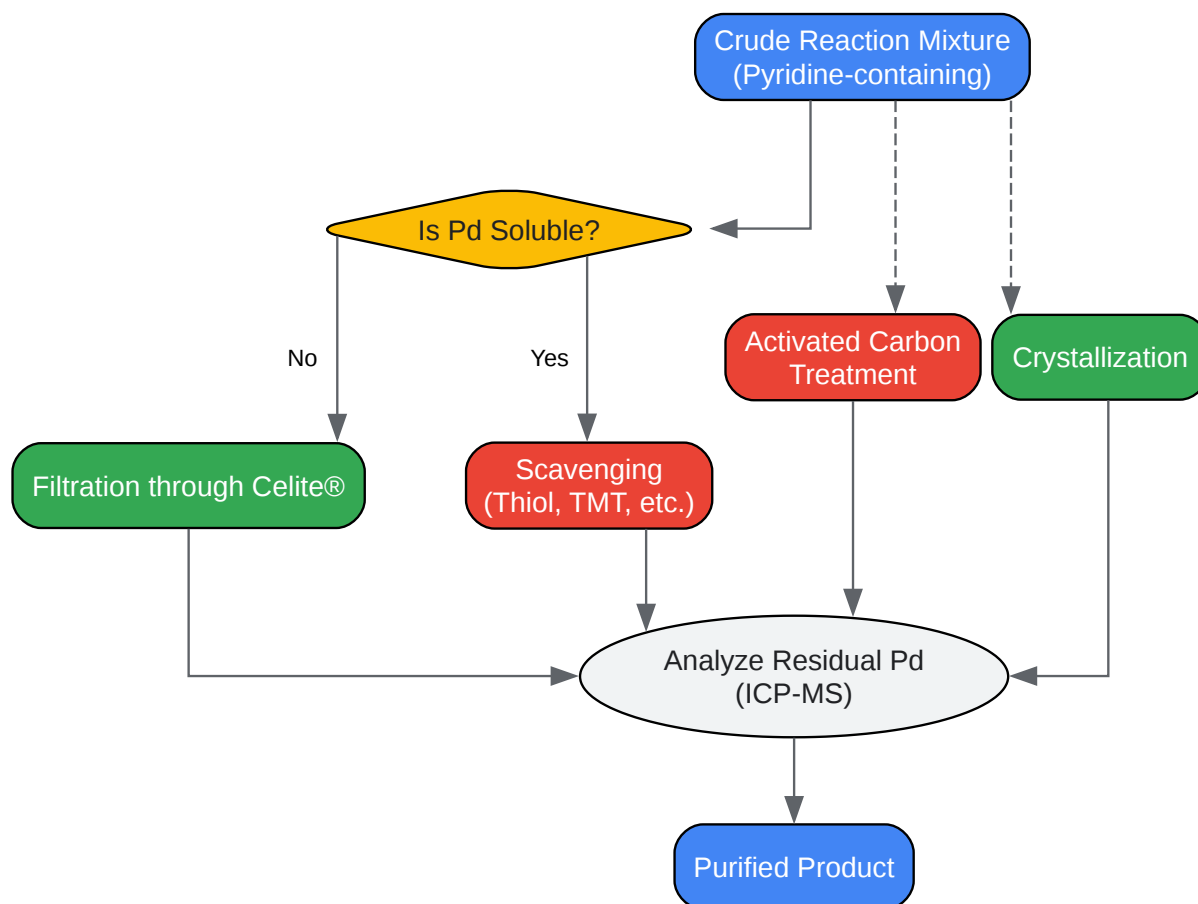 Crude Reaction Mixture
(Pyridine-containing)
Is Pd Soluble?
No
Yes
Activated Carbon
Treatment
Crystallization
Filtration through Celite®
Scavenging
(Thiol, TMT, etc.)
Analyze Residual Pd
(ICP-MS)
Purified Product